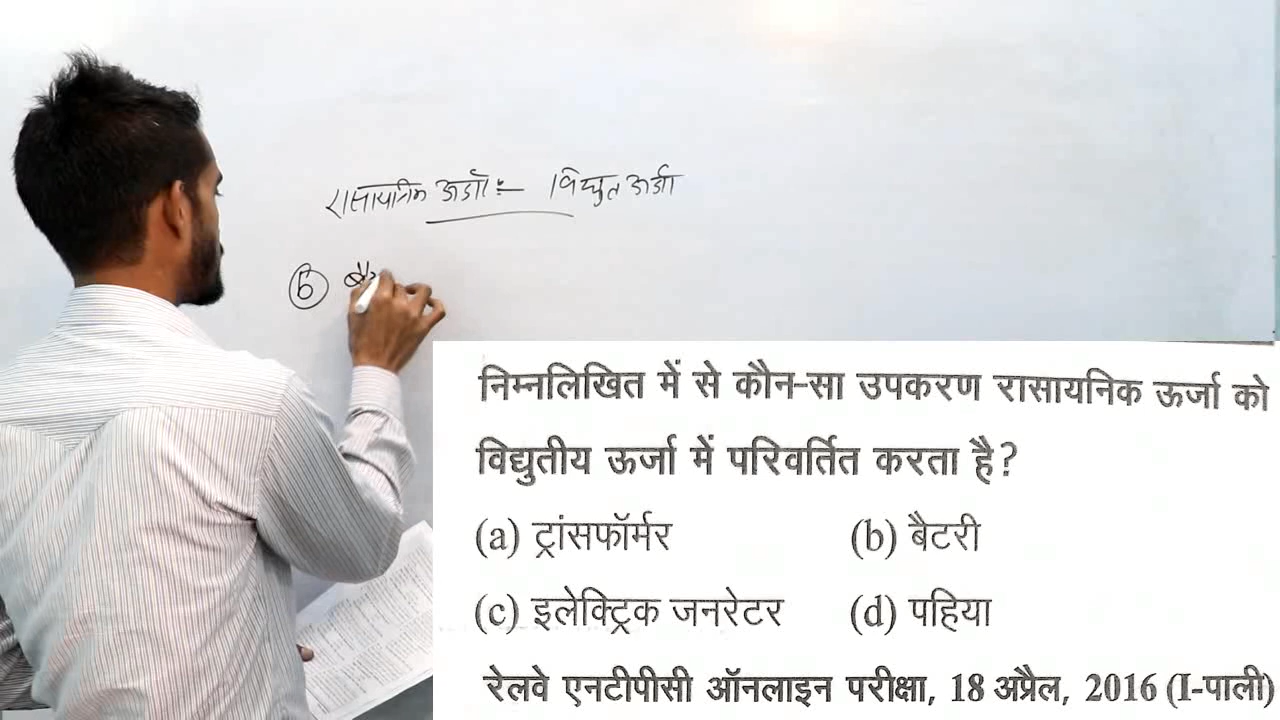 रासायनिक ऊर्जा :- विद्युत ऊर्जा
(b) बै
निम्नलिखित में से कौन-सा उपकरण रासायनिक ऊर्जा को
विद्युतीय ऊर्जा में परिवर्तित करता है?
(a) ट्रांसफॉर्मर (b) बैटरी
(c) इलेक्ट्रिक जनरेटर (d) पहिया
रेलवे एनटीपीसी ऑनलाइन परीक्षा, 18 अप्रैल, 2016 (I-पाली)